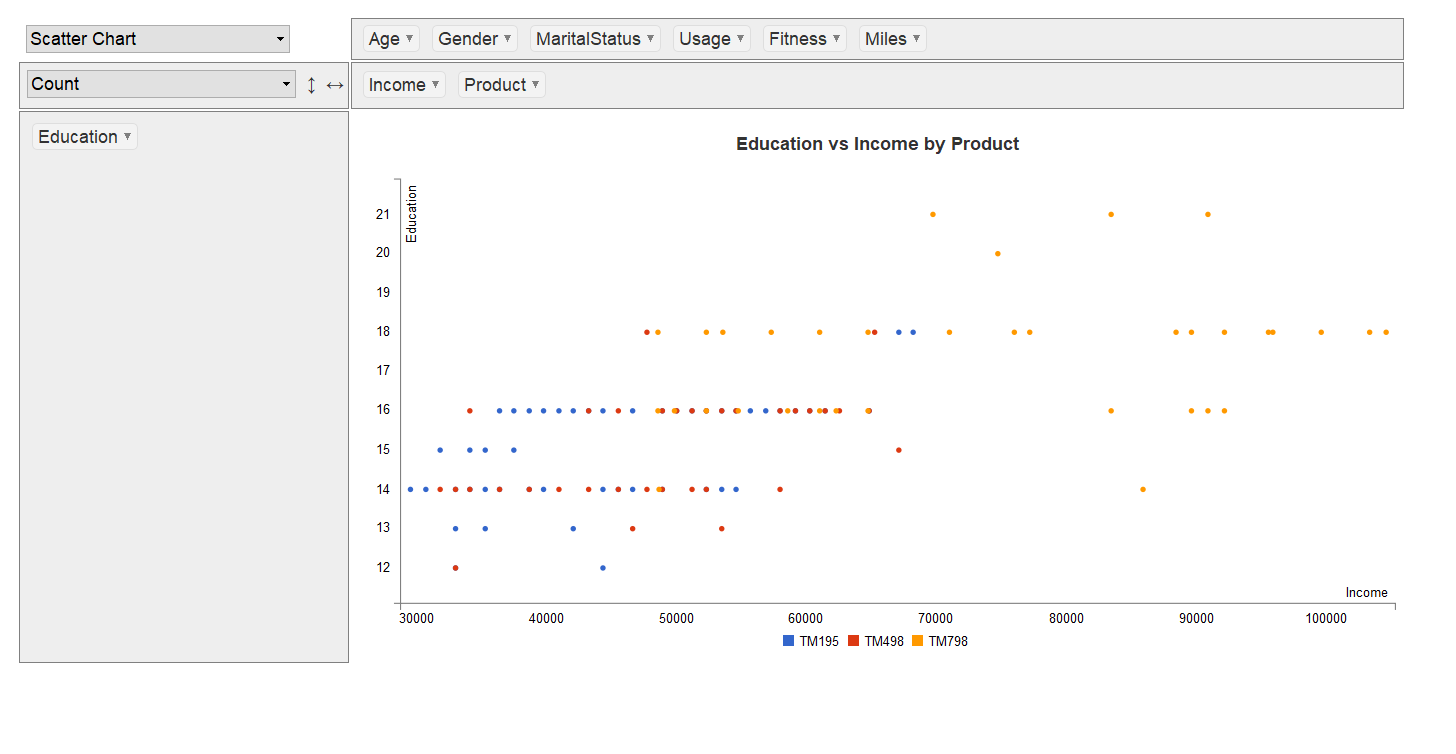 Scatter Chart
Age ▾ Gender ▾ MaritalStatus ▾ Usage ▾ Fitness ▾ Miles ▾
Count ↕ ↔
Income ▾ Product ▾
Education ▾
Education vs Income by Product
Education
21
20
19
18
17
16
15
14
13
12
Income
30000 40000 50000 60000 70000 80000 90000 100000
TM195 TM498 TM798